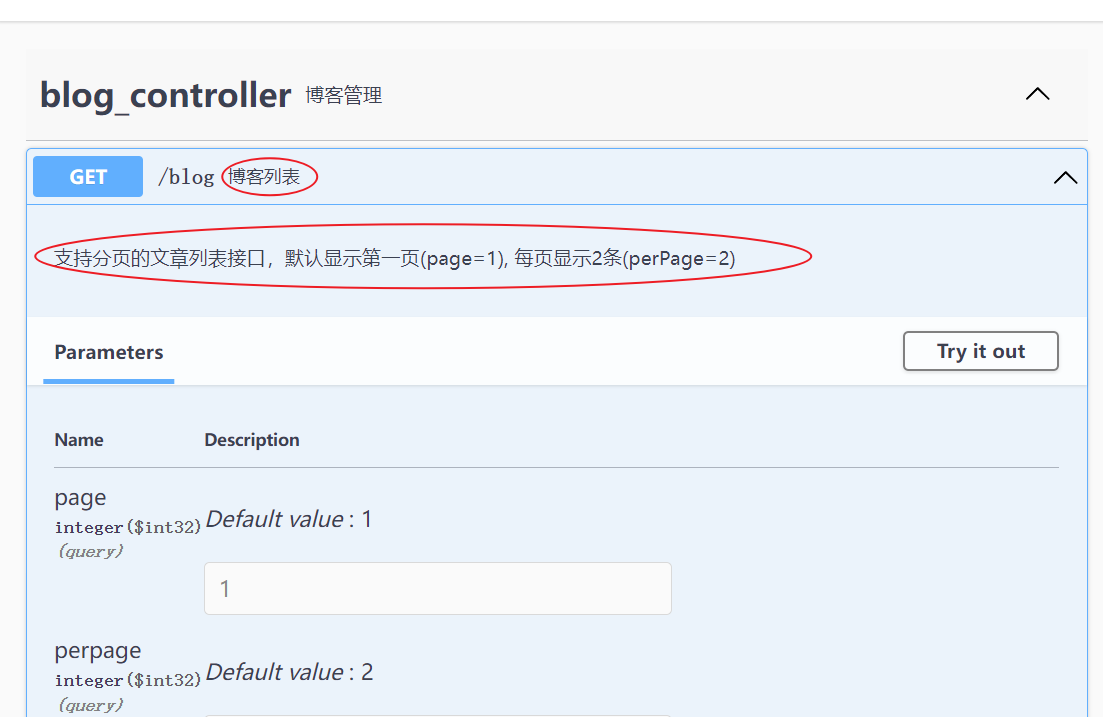 blog_controller 博客管理
GET /blog 博客列表
支持分页的文章列表接口，默认显示第一页(page=1), 每页显示2条(perPage=2)
Parameters Try it out
Name Description
page
integer($int32) Default value : 1
(query)
1
perpage
integer($int32) Default value : 2
(query)